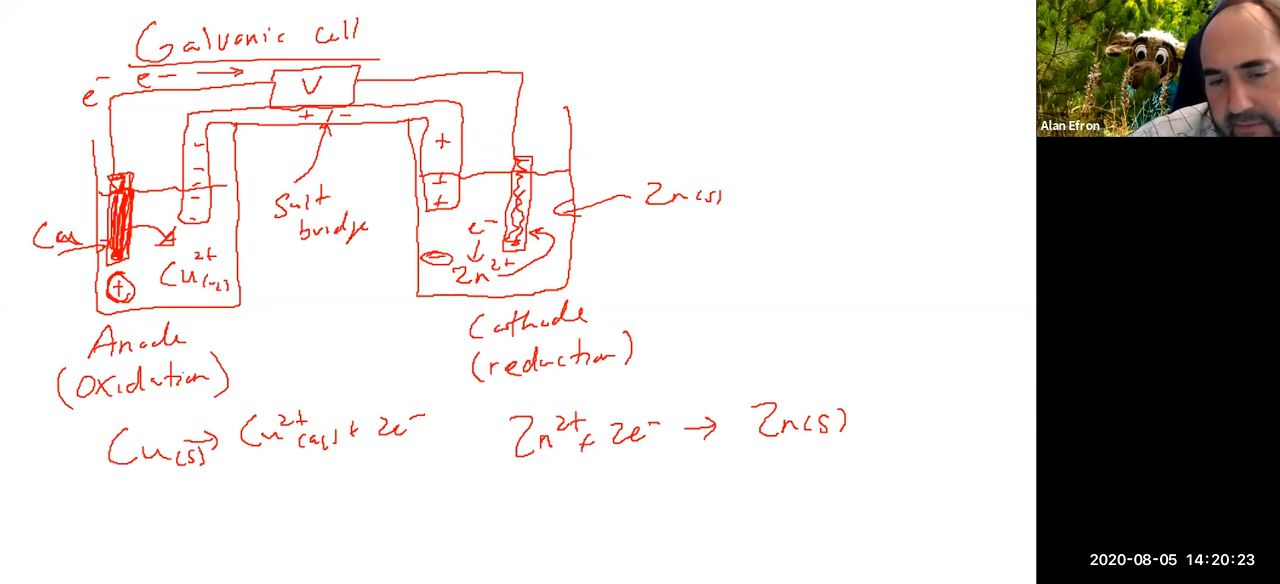 Galvanic cell
e⁻ e⁻ →
V
+ / -
-
-
-
-
+
+
+
Salt
bridge
Zn(s)
Cu
Cu²⁺(aq)
+
e⁻
Zn²⁺
Anode
(oxidation)
Cathode
(reduction)
Cu(s) → Cu²⁺(aq) + 2e⁻
Zn²⁺ + 2e⁻ → Zn(s)
Alan Efron
2020-08-05 14:20:23